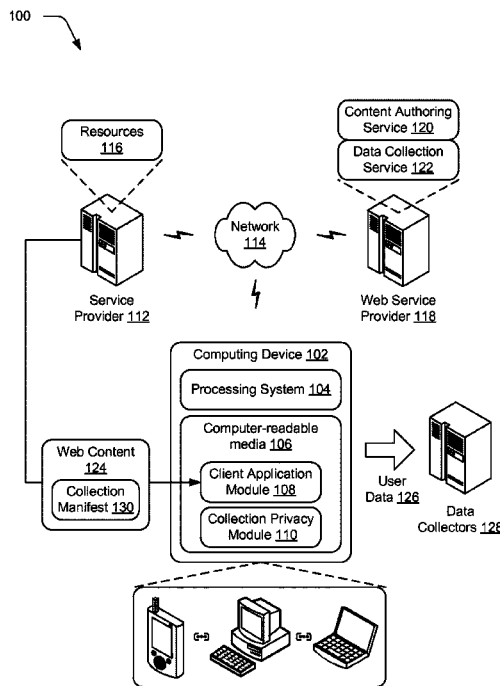 100
Resources
116
Content Authoring
Service 120
Data Collection
Service 122
Network
114
Service
Provider 112
Web Service
Provider 118
Computing Device 102
Processing System 104
Computer-readable
media 106
Web Content
124
Collection
Manifest 130
Client Application
Module 108
Collection Privacy
Module 110
User
Data 126
Data
Collectors 128